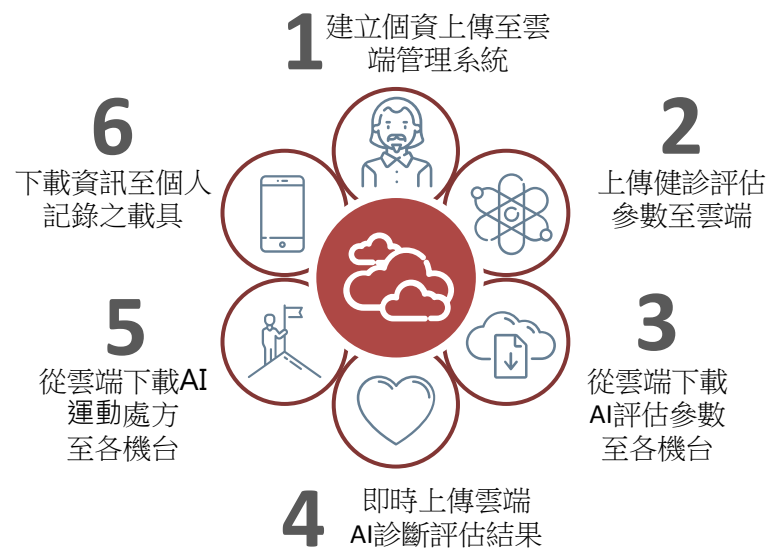 1
建立個資上傳至雲
端管理系統
2
上傳健診評估
參數至雲端
3
從雲端下載
AI評估參數
至各機台
4
即時上傳雲端
AI診斷評估結果
5
從雲端下載AI
運動處方
至各機台
6
下載資訊至個人
記錄之載具